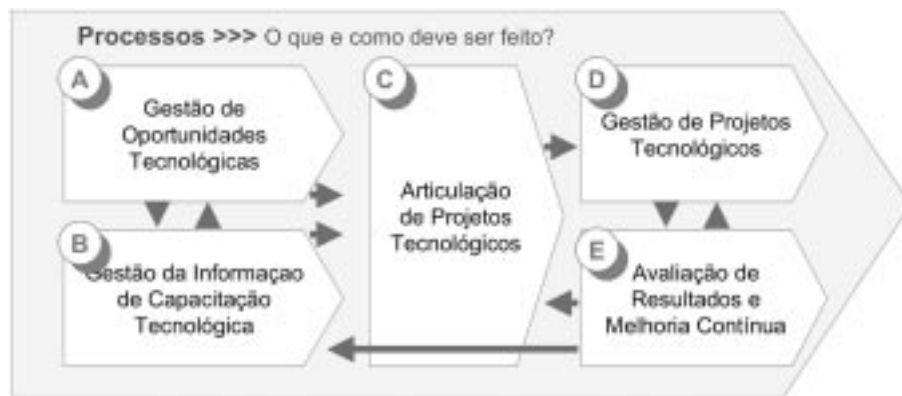 Processos >>> O que e como deve ser feito?
A
Gestão de
Oportunidades
Tecnológicas
B
Gestão da Informaçao
de Capacitação
Tecnológica
C
Articulação
de Projetos
Tecnológicos
D
Gestão de Projetos
Tecnológicos
E
Avaliação de
Resultados e
Melhoria Contínua